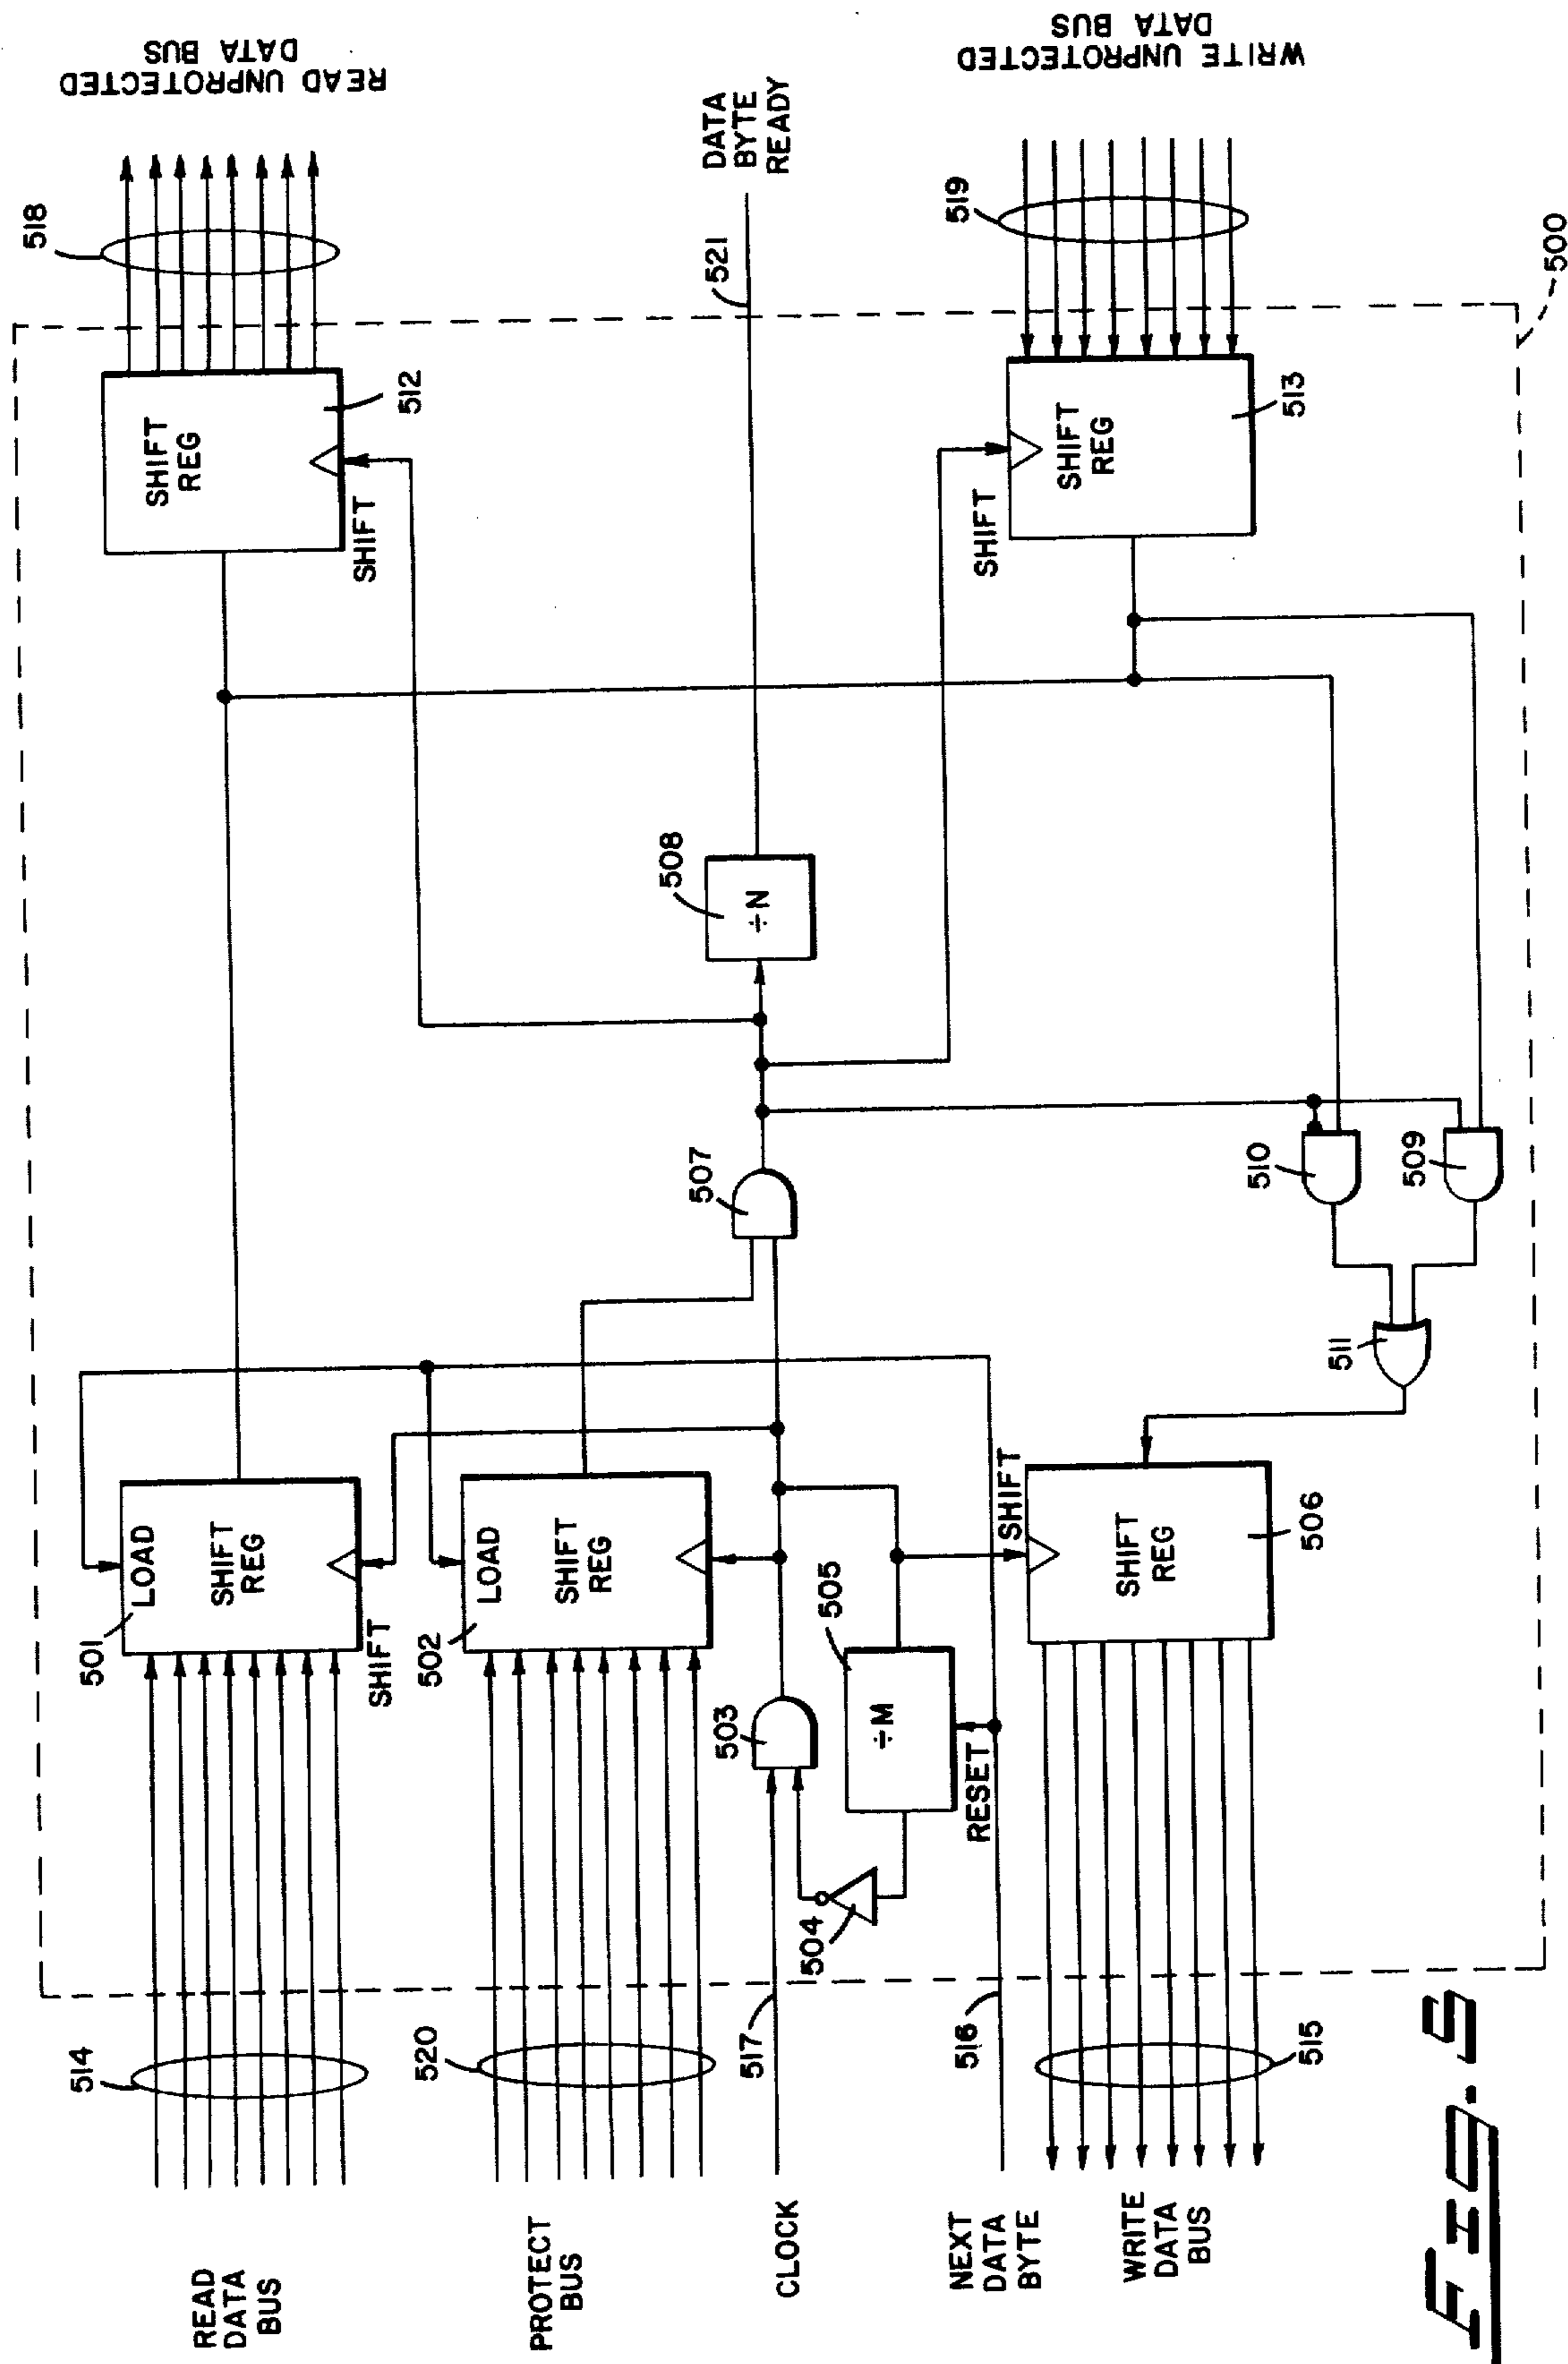 READ
DATA
BUS
514
501
LOAD
SHIFT
REG
SHIFT
PROTECT
BUS
520
502
LOAD
SHIFT
REG
CLOCK
517
503
504
505
÷M
RESET
NEXT
DATA
BYTE
516
WRITE
DATA
BUS
515
SHIFT
SHIFT
REG
506
507
508
÷N
510
509
511
SHIFT
REG
512
SHIFT
518
READ UNPROTECTED
DATA BUS
521
DATA
BYTE
READY
SHIFT
SHIFT
REG
513
519
WRITE UNPROTECTED
DATA BUS
500
FIG. 5